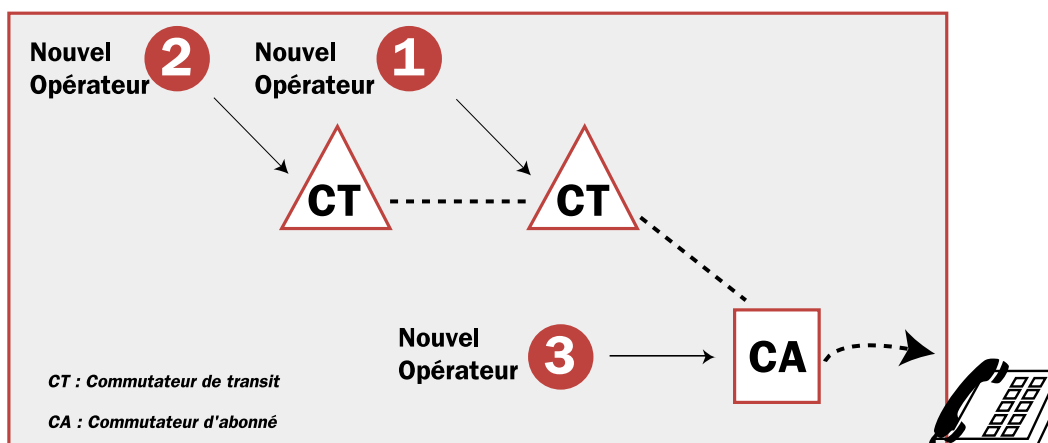 Nouvel
Opérateur 2
Nouvel
Opérateur 1
CT
CT
Nouvel
Opérateur 3
CA
CT : Commutateur de transit
CA : Commutateur d'abonné